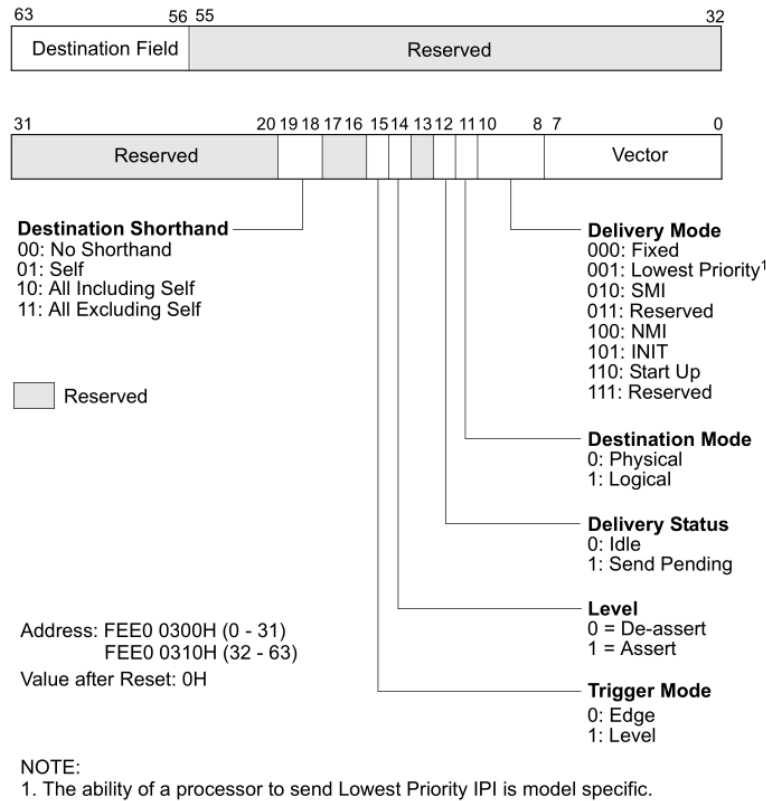 63 56 55 32
Destination Field Reserved
31 20 19 18 17 16 15 14 13 12 11 10 8 7 0
Reserved Vector
Destination Shorthand
00: No Shorthand
01: Self
10: All Including Self
11: All Excluding Self
Reserved
Delivery Mode
000: Fixed
001: Lowest Priority1
010: SMI
011: Reserved
100: NMI
101: INIT
110: Start Up
111: Reserved
Destination Mode
0: Physical
1: Logical
Delivery Status
0: Idle
1: Send Pending
Level
0 = De-assert
1 = Assert
Trigger Mode
0: Edge
1: Level
Address: FEE0 0300H (0 - 31)
FEE0 0310H (32 - 63)
Value after Reset: 0H
NOTE:
1. The ability of a processor to send Lowest Priority IPI is model specific.